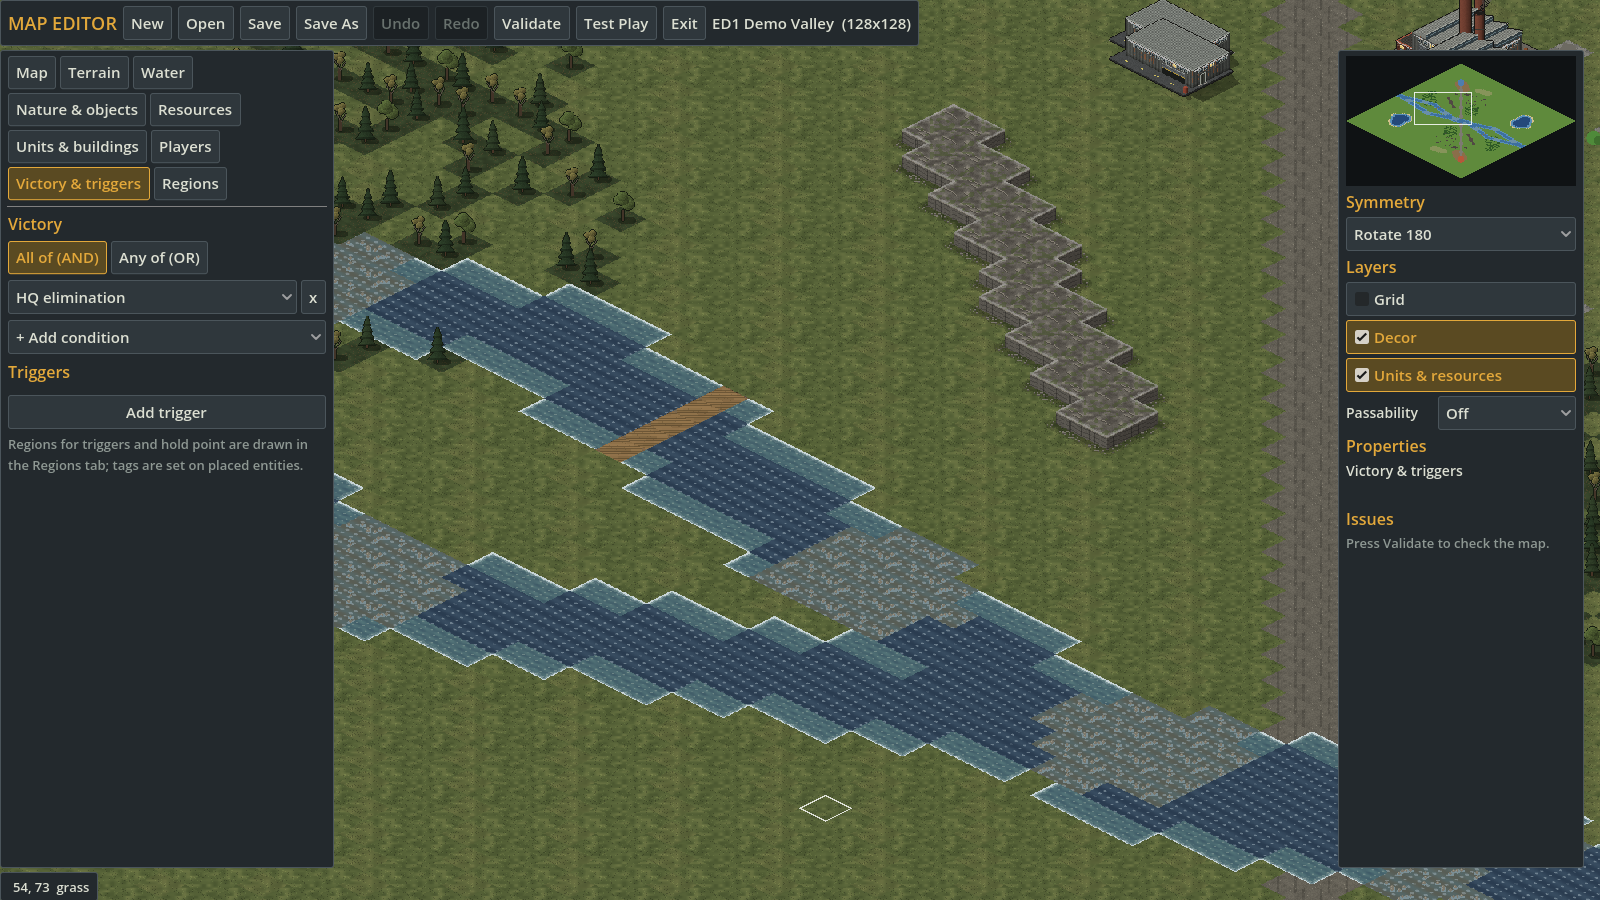 MAP EDITOR New Open Save Save As Undo Redo Validate Test Play Exit ED1 Demo Valley (128x128)
Map Terrain Water
Nature & objects Resources
Units & buildings Players
Victory & triggers Regions
Victory
All of (AND) Any of (OR)
HQ elimination x
+ Add condition
Triggers
Add trigger
Regions for triggers and hold point are drawn in
the Regions tab; tags are set on placed entities.
54, 73 grass
Symmetry
Rotate 180
Layers
Grid
Decor
Units & resources
Passability Off
Properties
Victory & triggers
Issues
Press Validate to check the map.